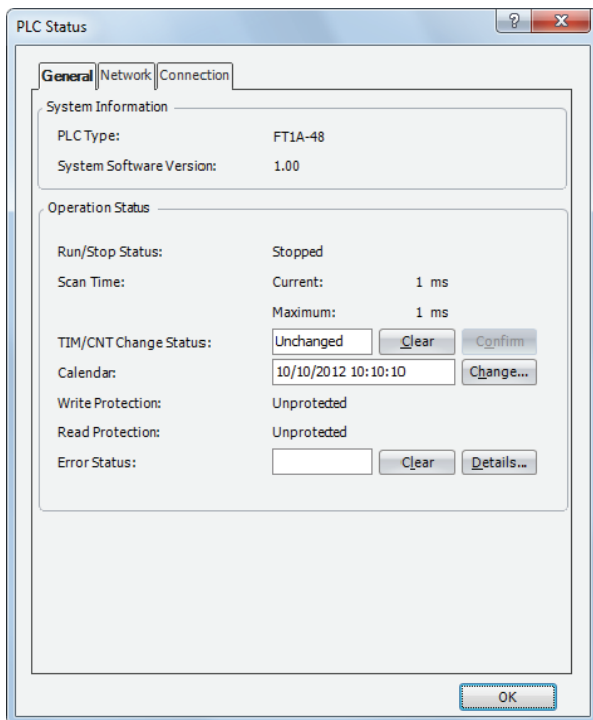 PLC Status
General Network Connection
System Information
PLC Type: FT1A-48
System Software Version: 1.00
Operation Status
Run/Stop Status: Stopped
Scan Time: Current: 1 ms
Maximum: 1 ms
TIM/CNT Change Status: Unchanged Clear Confirm
Calendar: 10/10/2012 10:10:10 Change...
Write Protection: Unprotected
Read Protection: Unprotected
Error Status: Clear Details...
OK